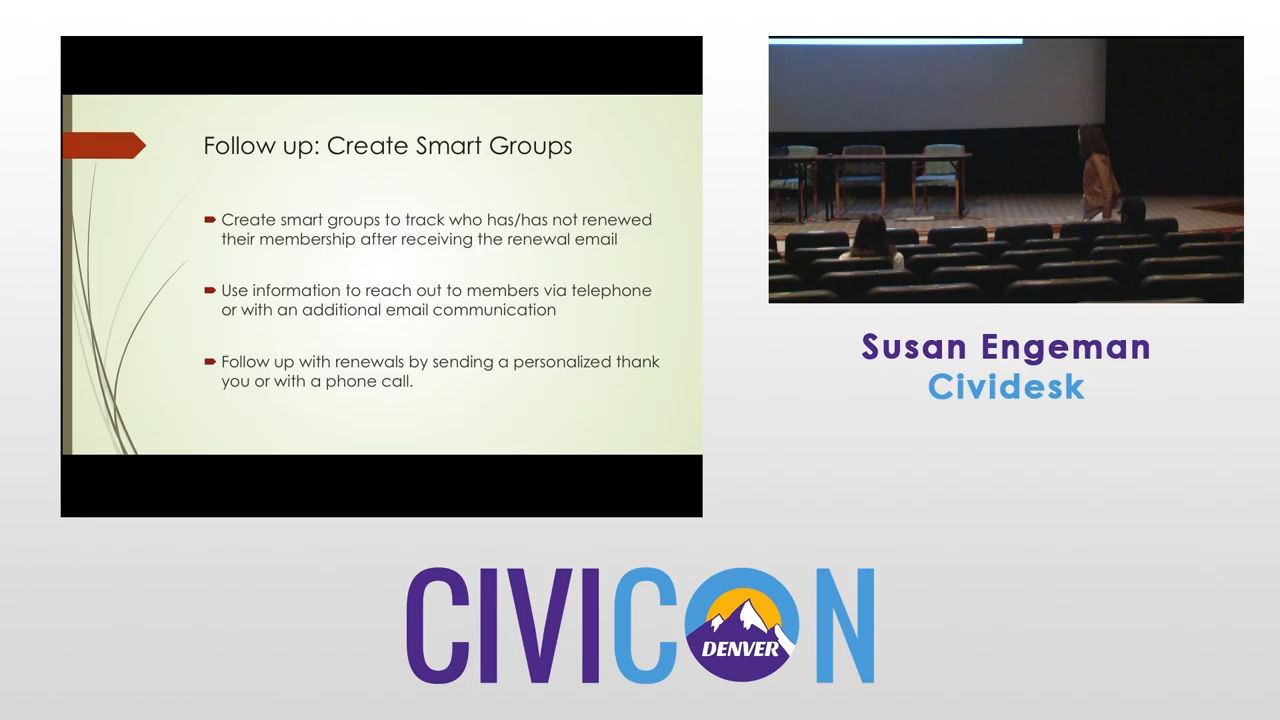 Follow up: Create Smart Groups
Create smart groups to track who has/has not renewed
their membership after receiving the renewal email
Use information to reach out to members via telephone
or with an additional email communication
Follow up with renewals by sending a personalized thank
you or with a phone call.
Susan Engeman
Cividesk
CIVICON
DENVER